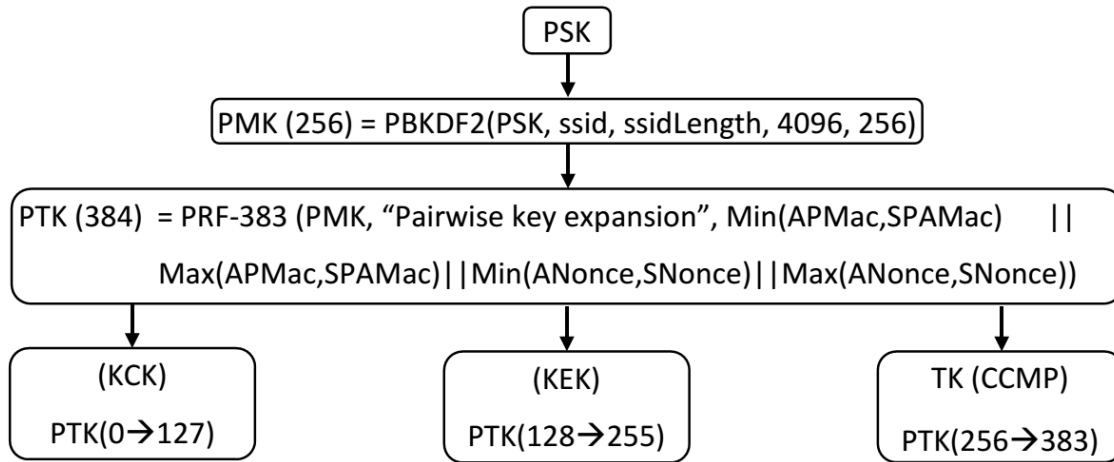 PSK
PMK (256) = PBKDF2(PSK, ssid, ssidLength, 4096, 256)
PTK (384) = PRF-383 (PMK, “Pairwise key expansion”, Min(APMac,SPAMac) ||
Max(APMac,SPAMac)||Min(ANonce,SNonce)||Max(ANonce,SNonce))
(KCK)
PTK(0→127)
(KEK)
PTK(128→255)
TK (CCMP)
PTK(256→383)